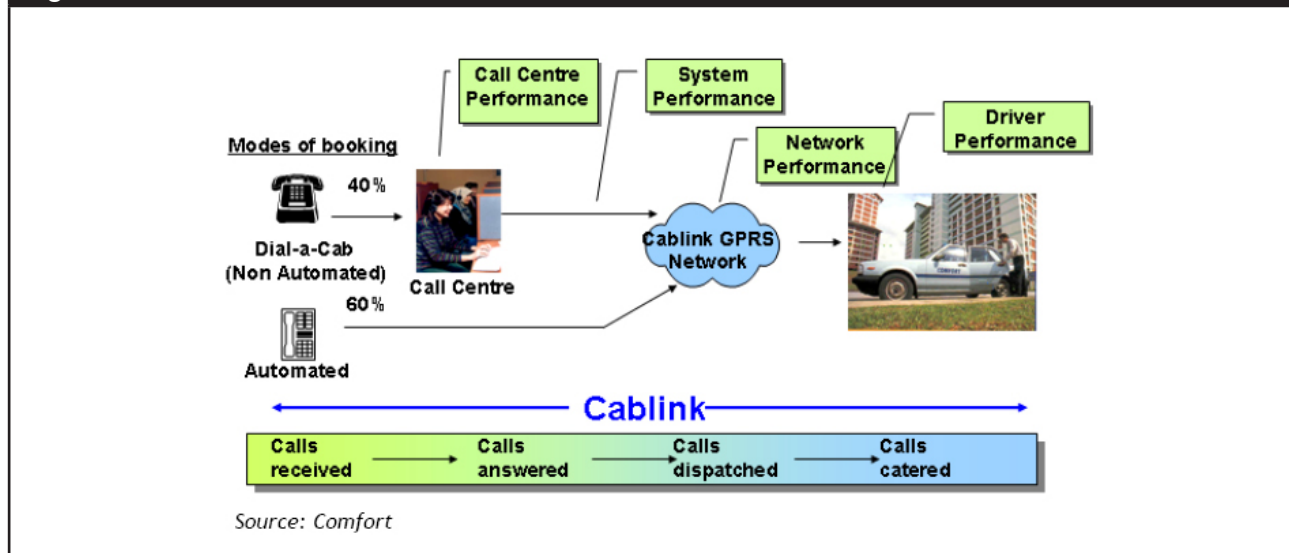 Call Centre
Performance
System
Performance
Driver
Performance
Network
Performance
Modes of booking
40%
Dial-a-Cab
(Non Automated)
Call Centre
Cablink GPRS
Network
COMFORT
60%
Automated
Cablink
Calls
received
Calls
answered
Calls
dispatched
Calls
catered
Source: Comfort